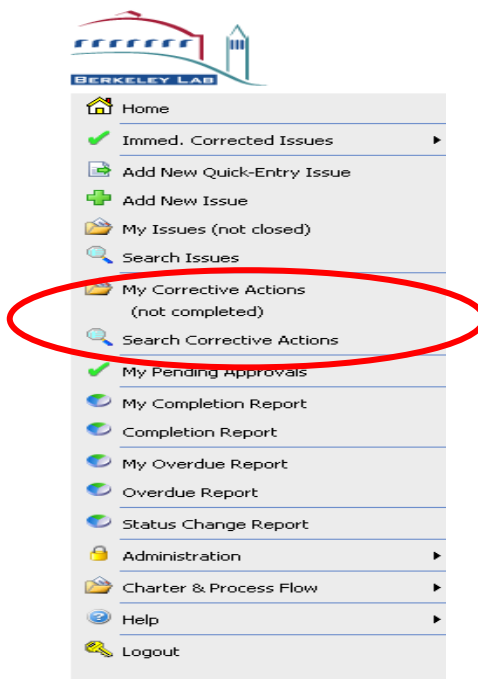 BERKELEY LAB
Home
Immed. Corrected Issues
Add New Quick-Entry Issue
Add New Issue
My Issues (not closed)
Search Issues
My Corrective Actions
(not completed)
Search Corrective Actions
My Pending Approvals
My Completion Report
Completion Report
My Overdue Report
Overdue Report
Status Change Report
Administration
Charter & Process Flow
Help
Logout